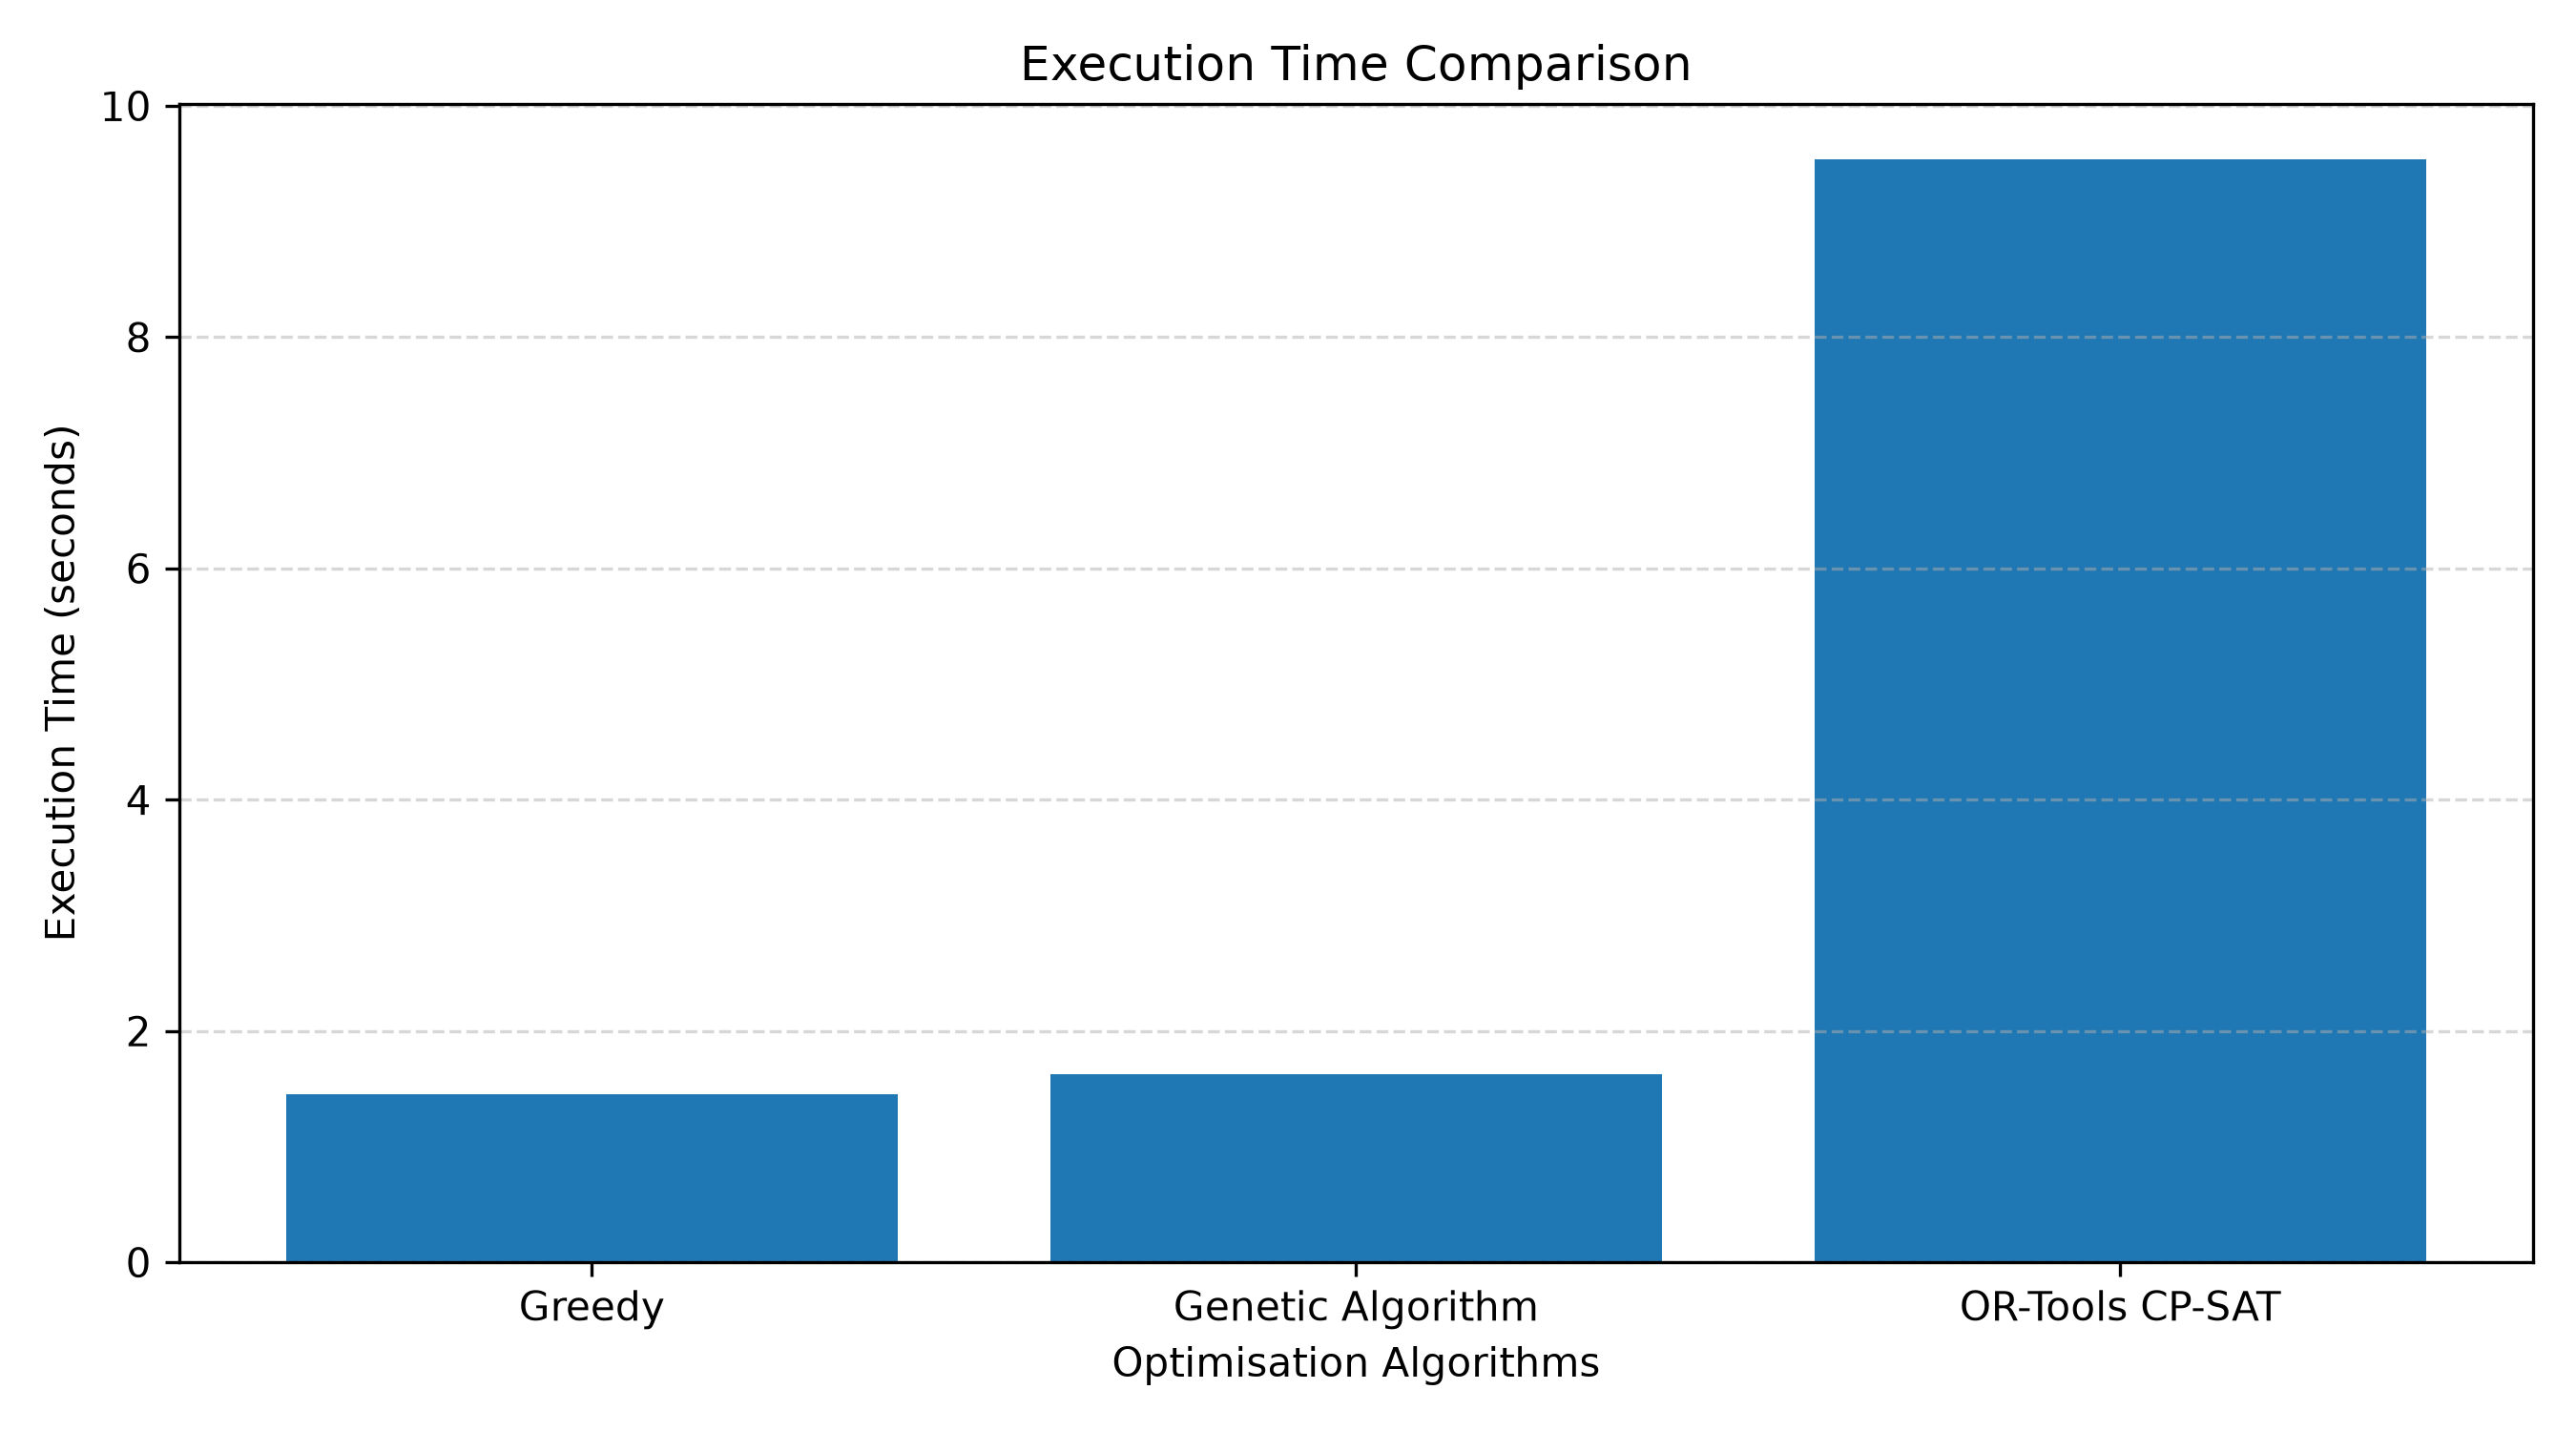 Execution Time Comparison
Execution Time (seconds)
10
8
6
4
2
0
Greedy Genetic Algorithm OR-Tools CP-SAT
Optimisation Algorithms